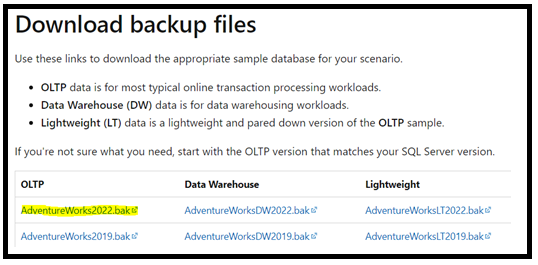 Download backup files
Use these links to download the appropriate sample database for your scenario.
• OLTP data is for most typical online transaction processing workloads.
• Data Warehouse (DW) data is for data warehousing workloads.
• Lightweight (LT) data is a lightweight and pared down version of the OLTP sample.
If you're not sure what you need, start with the OLTP version that matches your SQL Server version.
OLTP Data Warehouse Lightweight
AdventureWorks2022.bak AdventureWorksDW2022.bak AdventureWorksLT2022.bak
AdventureWorks2019.bak AdventureWorksDW2019.bak AdventureWorksLT2019.bak